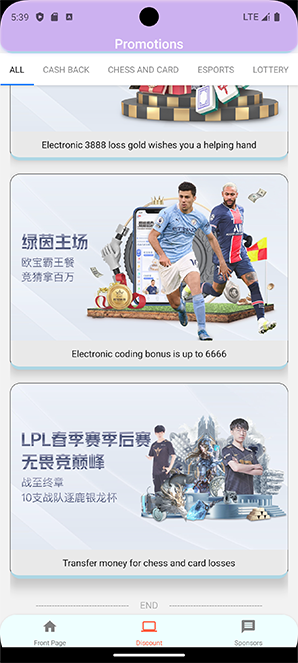 5:39
LTE
Promotions
ALL
CASH BACK
CHESS AND CARD
ESPORTS
LOTTERY
Electronic 3888 loss gold wishes you a helping hand
绿茵主场
欧宝霸王餐
竞猜拿百万
Electronic coding bonus is up to 6666
LPL春季赛季后赛
无畏竞巅峰
战至终章
10支战队逐鹿银龙杯
Transfer money for chess and card losses
END
Front Page
Discount
Sponsors